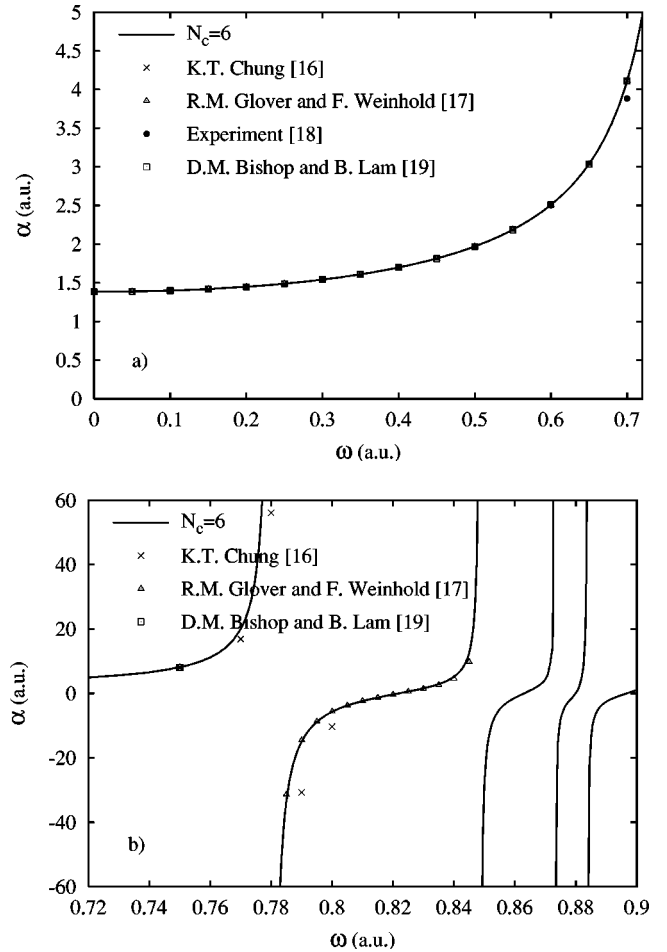 5
4.5
4
3.5
3
2.5
2
1.5
1
0.5
0
α (a.u.)
N_c=6
K.T. Chung [16]
R.M. Glover and F. Weinhold [17]
Experiment [18]
D.M. Bishop and B. Lam [19]
a)
0 0.1 0.2 0.3 0.4 0.5 0.6 0.7
ω (a.u.)
60
40
20
0
-20
-40
-60
α (a.u.)
N_c=6
K.T. Chung [16]
R.M. Glover and F. Weinhold [17]
D.M. Bishop and B. Lam [19]
b)
0.72 0.74 0.76 0.78 0.8 0.82 0.84 0.86 0.88 0.9
ω (a.u.)